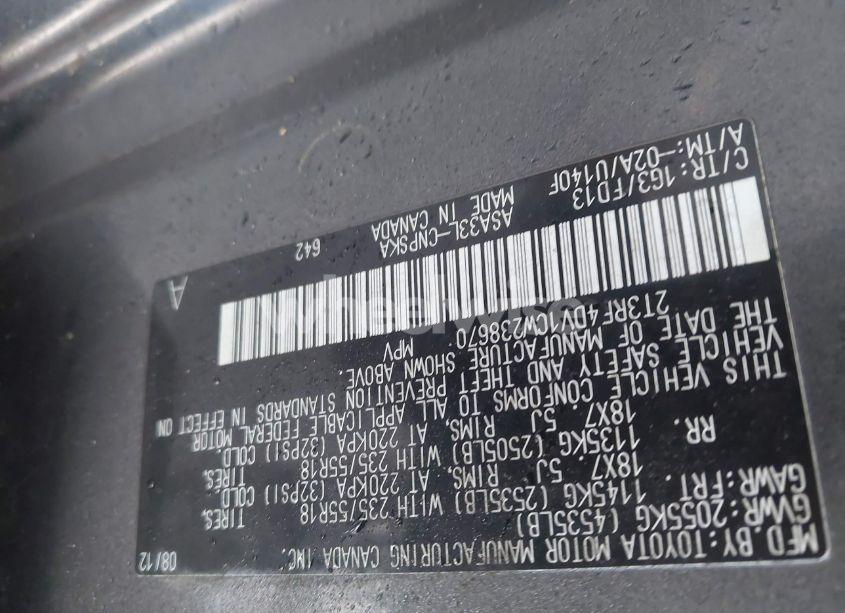 MFD BY:TOYOTA MOTOR MANUFACTURING CANADA INC. 08/12
GVWR:2055KG (4535LB)
GAWR:FRT. 1145KG (2535LB) WITH 235/55R18 TIRES.
18X7 5J RIMS. AT 220KPA (32PSI) COLD.
RR. 1135KG (2505LB) WITH 235/55R18 TIRES.
18X7 5J RIMS. AT 220KPA (32PSI) COLD.
THIS VEHICLE CONFORMS TO ALL APPLICABLE FEDERAL MOTOR
VEHICLE SAFETY AND THEFT PREVENTION STANDARDS IN EFFECT ON
THE DATE OF MANUFACTURE SHOWN ABOVE.
2T3RF4DV1CW238670 MPV
A
C/TR:1G3/FD13 ASA33L-CNPSKA 642
A/TM:-02A/U140F MADE IN CANADA
wheelwise